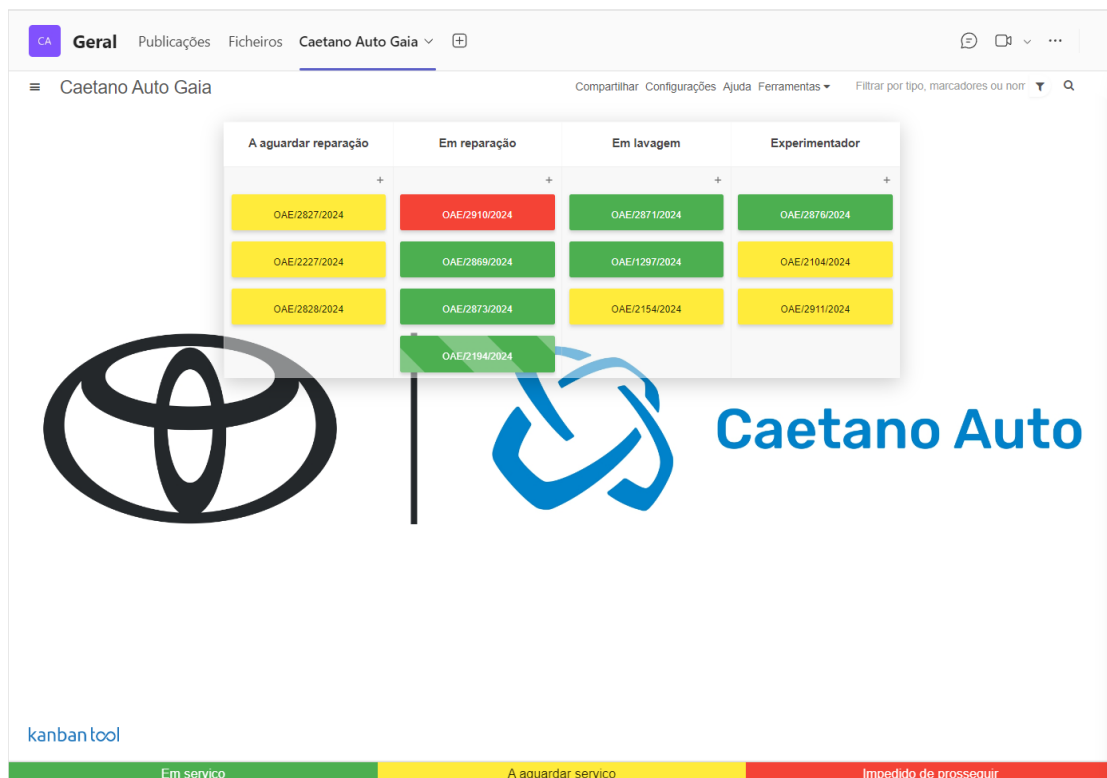 CA Geral Publicações Ficheiros Caetano Auto Gaia
Caetano Auto Gaia Compartilhar Configurações Ajuda Ferramentas Filtrar por tipo, marcadores ou nom
A aguardar reparação Em reparação Em lavagem Experimentador
+ + + +
OAE/2827/2024 OAE/2910/2024 OAE/2871/2024 OAE/2876/2024
OAE/2227/2024 OAE/2869/2024 OAE/1297/2024 OAE/2104/2024
OAE/2828/2024 OAE/2873/2024 OAE/2154/2024 OAE/2911/2024
OAE/2194/2024
Caetano Auto
kanban tool
Em serviço A aguardar serviço Impedido de prosseguir